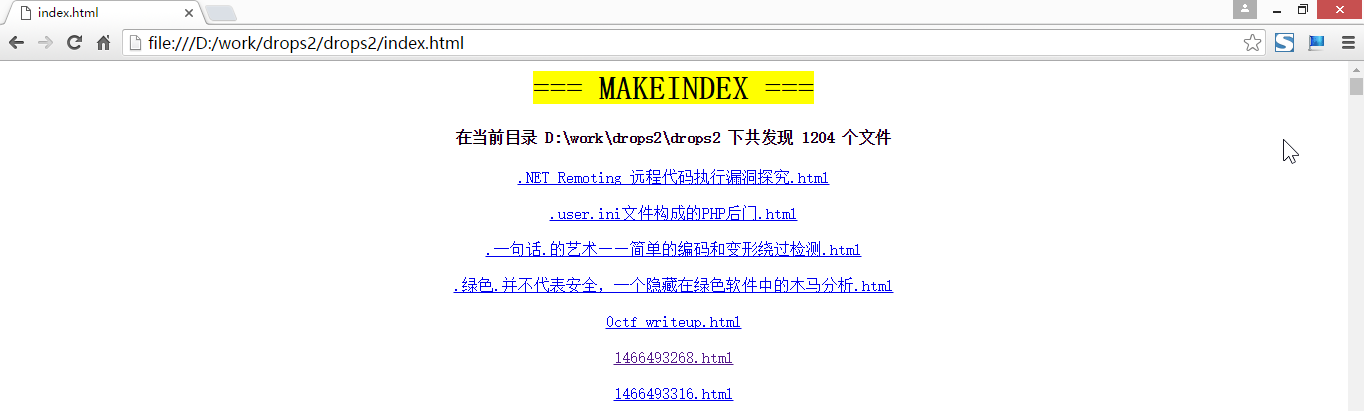 index.html
file:///D:/work/drops2/drops2/index.html
=== MAKEINDEX ===
在当前目录 D:\work\drops2\drops2 下共发现 1204 个文件
.NET Remoting 远程代码执行漏洞探究.html
.user.ini文件构成的PHP后门.html
.一句话.的艺术——简单的编码和变形绕过检测.html
.绿色.并不代表安全，一个隐藏在绿色软件中的木马分析.html
0ctf writeup.html
1466493268.html
1466493316.html